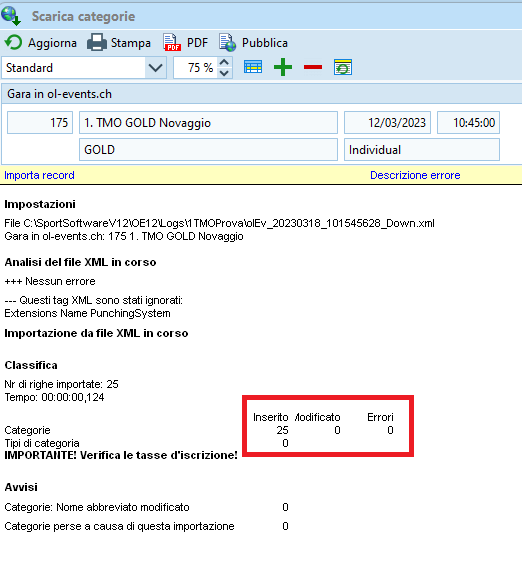 Scarica categorie
Aggiorna Stampa PDF Pubblica
Standard 75 %
Gara in ol-events.ch
175 1. TMO GOLD Novaggio 12/03/2023 10:45:00
GOLD Individual
Importa record Descrizione errore
Impostazioni
File C:\SportSoftwareV12\OE12\Logs\1TMOProva\olEv_20230318_101545628_Down.xml
Gara in ol-events.ch: 175 1. TMO GOLD Novaggio
Analisi del file XML in corso
+++ Nessun errore
--- Questi tag XML sono stati ignorati:
Extensions Name PunchingSystem
Importazione da file XML in corso
Classifica
Nr di righe importate: 25
Tempo: 00:00:00,124
Inserito Modificato Errori
Categorie 25 0 0
Tipi di categoria 0
IMPORTANTE! Verifica le tasse d'iscrizione!
Avvisi
Categorie: Nome abbreviato modificato 0
Categorie perse a causa di questa importazione 0